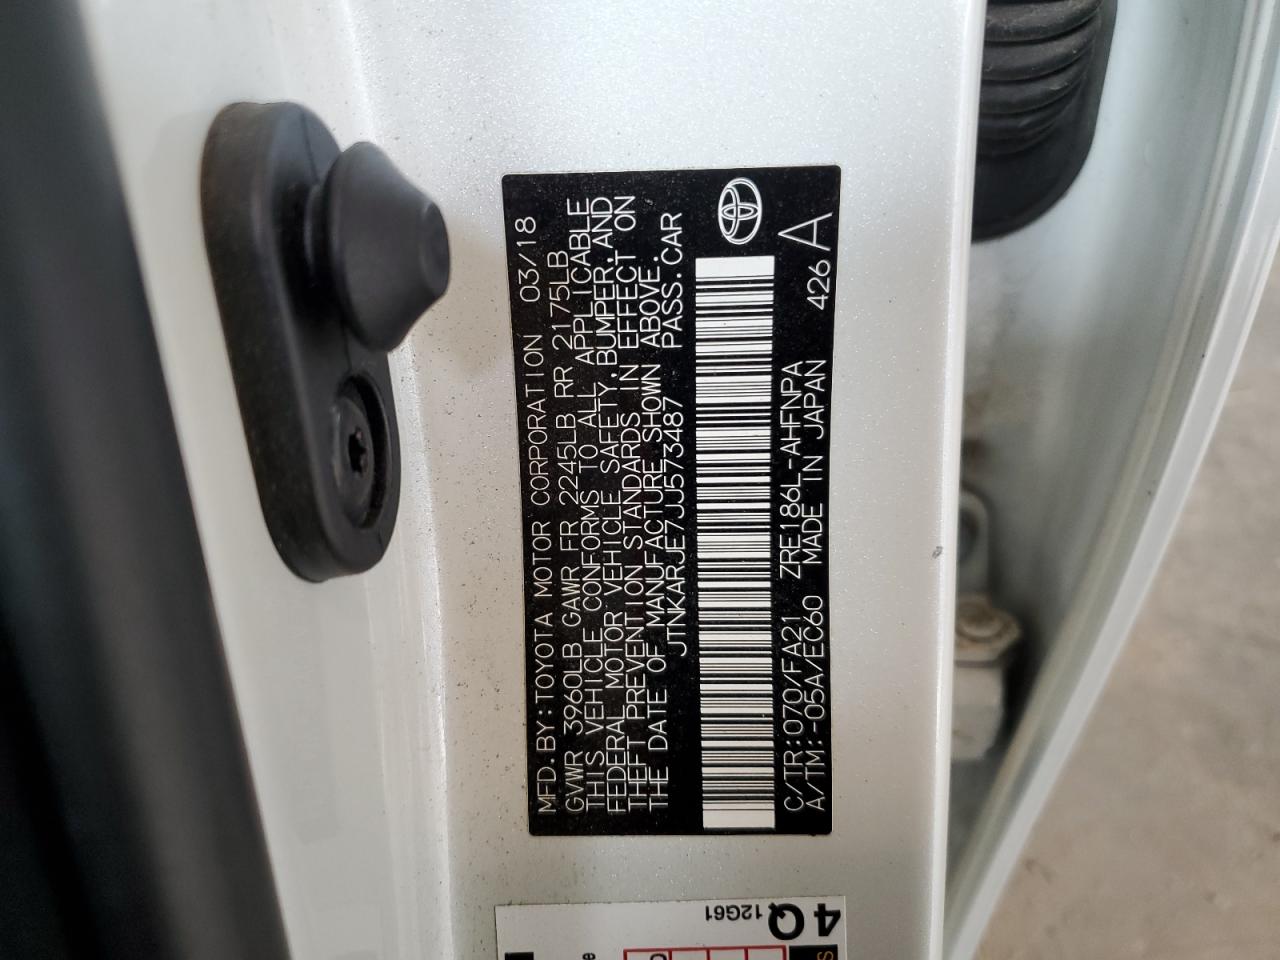 MFD.BY:TOYOTA MOTOR CORPORATION 03/18
GVWR 3960LB GAWR FR 2245LB RR 2175LB
THIS VEHICLE CONFORMS TO ALL APPLICABLE
FEDERAL MOTOR VEHICLE SAFETY,BUMPER,AND
THEFT PREVENTION STANDARDS IN EFFECT ON
THE DATE OF MANUFACTURE SHOWN ABOVE.
JTNKARJE7JJ573487 PASS.CAR
C/TR:070/FA21 ZRE186L-AHFNPA
A/TM:-05A/EC60 MADE IN JAPAN 426 A
4Q
12G61